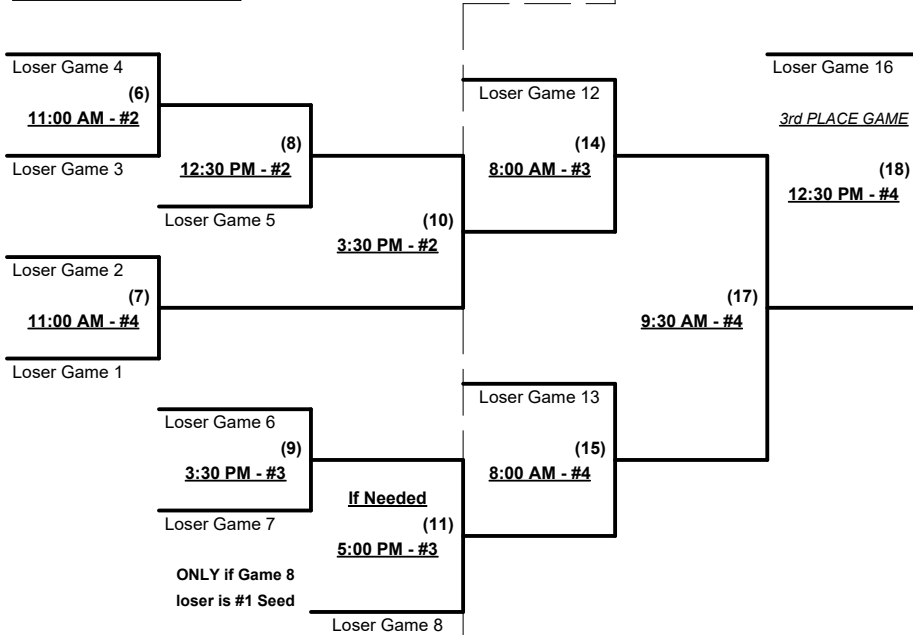 Loser Game 4
(6)
11:00 AM - #2
Loser Game 3
(8)
12:30 PM - #2
Loser Game 5
(10)
3:30 PM - #2
Loser Game 2
(7)
11:00 AM - #4
Loser Game 1
Loser Game 6
(9)
3:30 PM - #3
Loser Game 7
If Needed
(11)
5:00 PM - #3
ONLY if Game 8
loser is #1 Seed
Loser Game 8
Loser Game 12
(14)
8:00 AM - #3
Loser Game 13
(15)
8:00 AM - #4
(17)
9:30 AM - #4
Loser Game 16
3rd PLACE GAME
(18)
12:30 PM - #4